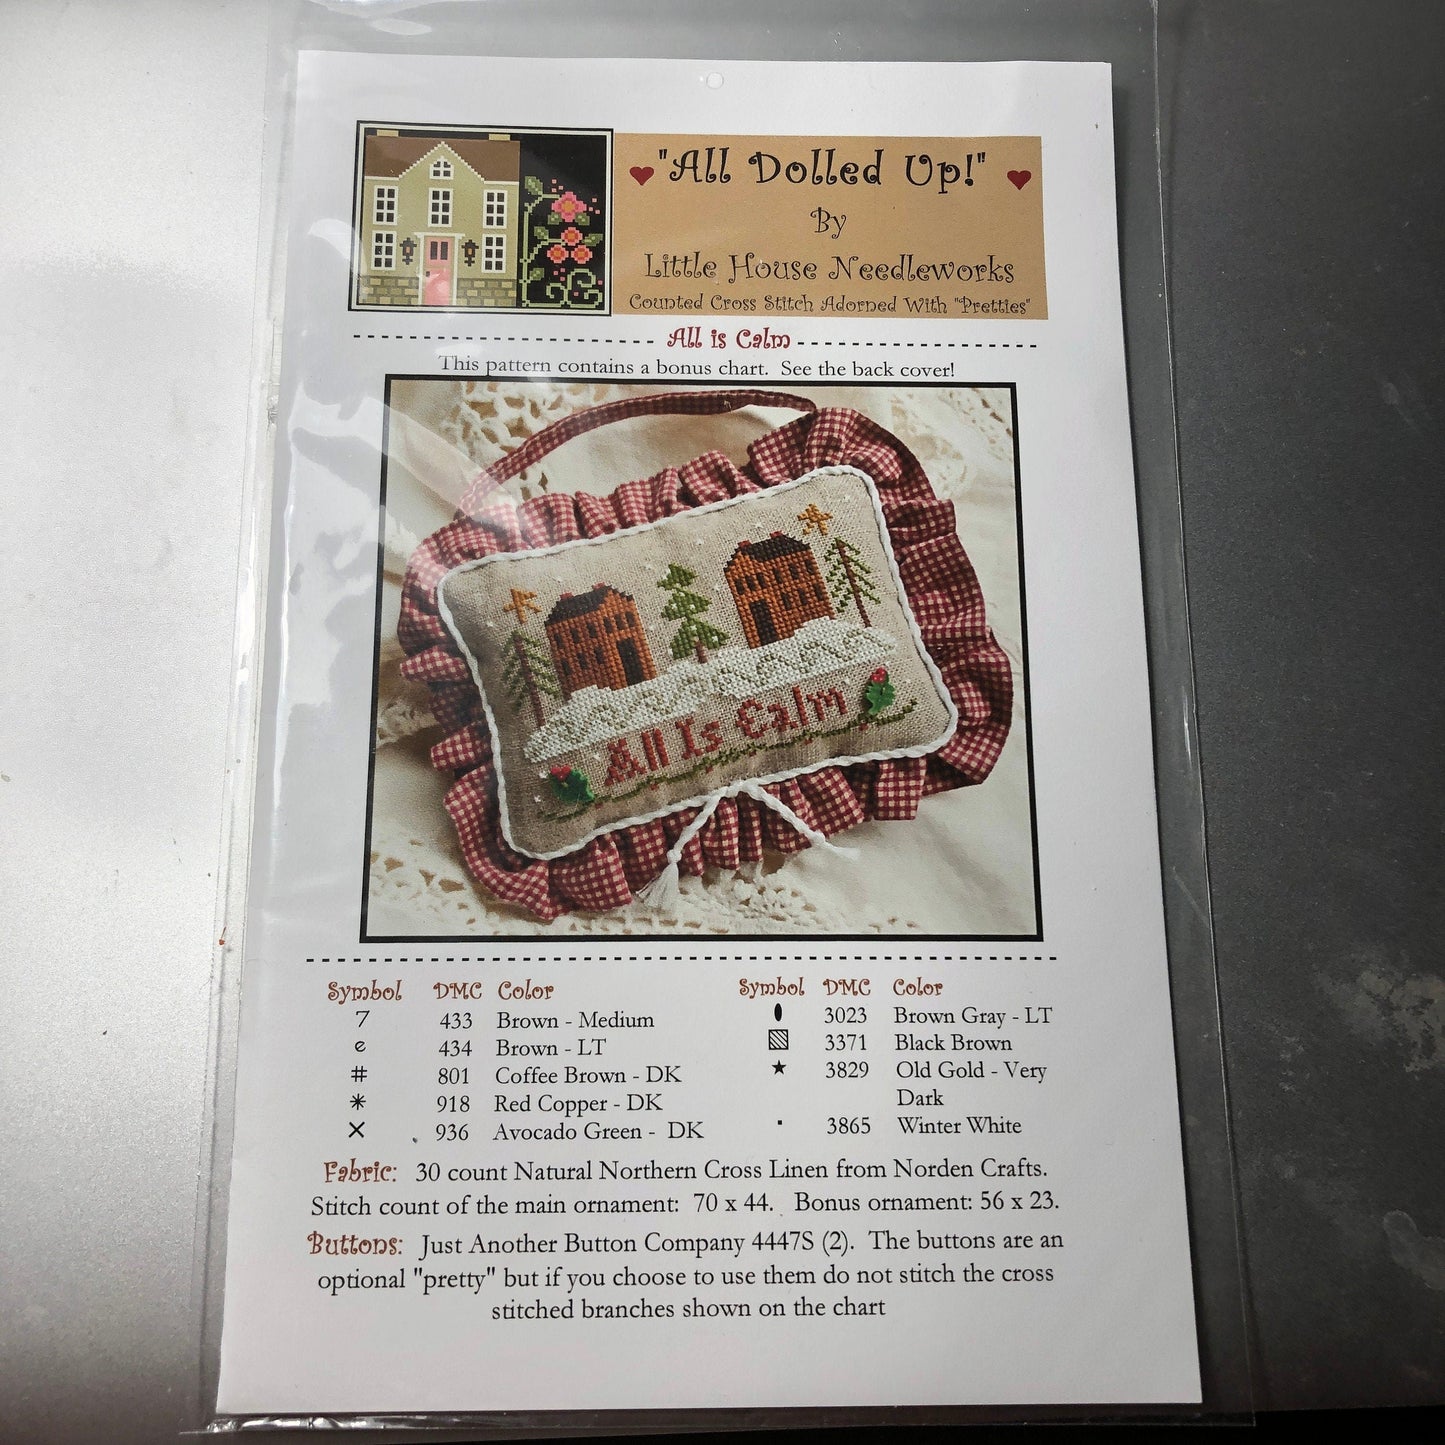 "All Dolled Up!"
By
Little House Needleworks
Counted Cross Stitch Adorned With "Pretties"
All is Calm
This pattern contains a bonus chart. See the back cover!
All Is Calm
Symbol DMC Color
7 433 Brown - Medium
e 434 Brown - LT
# 801 Coffee Brown - DK
* 918 Red Copper - DK
X 936 Avocado Green - DK
Symbol DMC Color
3023 Brown Gray - LT
3371 Black Brown
★ 3829 Old Gold - Very
Dark
· 3865 Winter White
Fabric: 30 count Natural Northern Cross Linen from Norden Crafts.
Stitch count of the main ornament: 70 x 44. Bonus ornament: 56 x 23.
Buttons: Just Another Button Company 4447S (2). The buttons are an
optional "pretty" but if you choose to use them do not stitch the cross
stitched branches shown on the chart